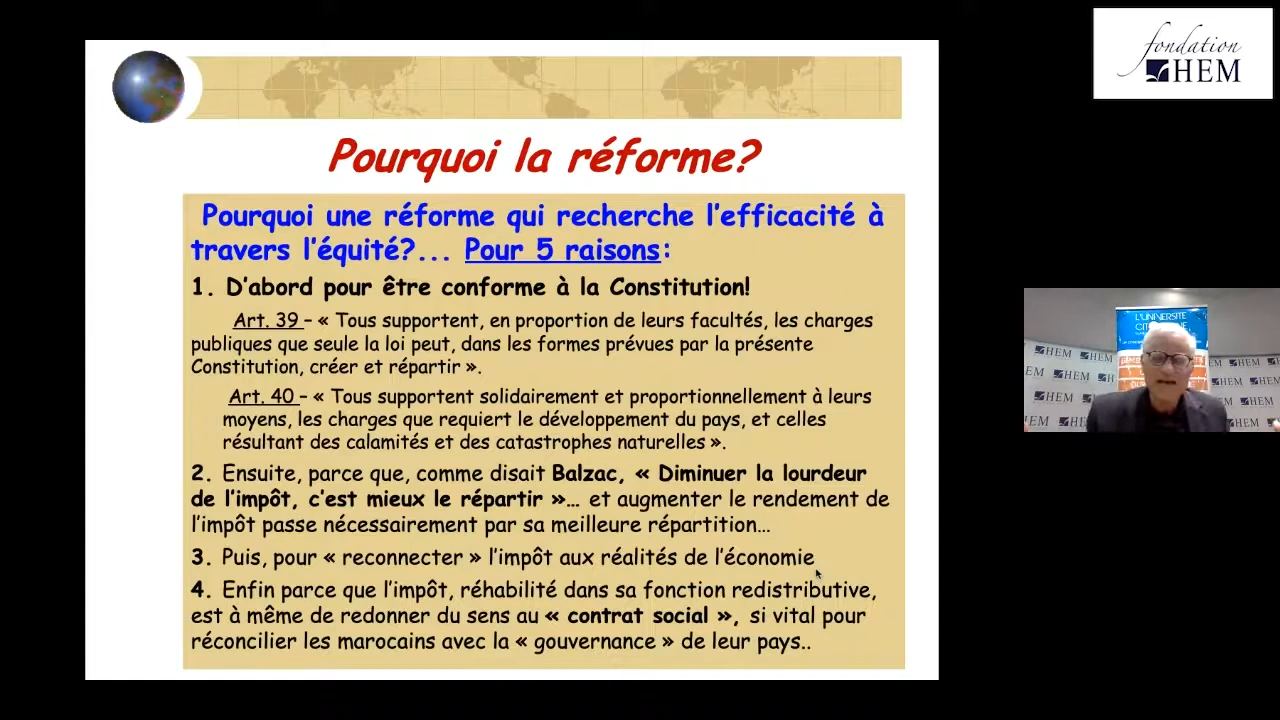 fondation
HEM
Pourquoi la réforme?
Pourquoi une réforme qui recherche l'efficacité à
travers l'équité?... Pour 5 raisons:
1. D'abord pour être conforme à la Constitution!
Art. 39 – « Tous supportent, en proportion de leurs facultés, les charges
publiques que seule la loi peut, dans les formes prévues par la présente
Constitution, créer et répartir ».
Art. 40 – « Tous supportent solidairement et proportionnellement à leurs
moyens, les charges que requiert le développement du pays, et celles
résultant des calamités et des catastrophes naturelles ».
2. Ensuite, parce que, comme disait Balzac, « Diminuer la lourdeur
de l'impôt, c'est mieux le répartir »… et augmenter le rendement de
l'impôt passe nécessairement par sa meilleure répartition…
3. Puis, pour « reconnecter » l'impôt aux réalités de l'économie
4. Enfin parce que l'impôt, réhabilité dans sa fonction redistributive,
est à même de redonner du sens au « contrat social », si vital pour
réconcilier les marocains avec la « gouvernance » de leur pays..
L'UNIVERSITÉ
HEM
HEM
HEM
HEM
HEM